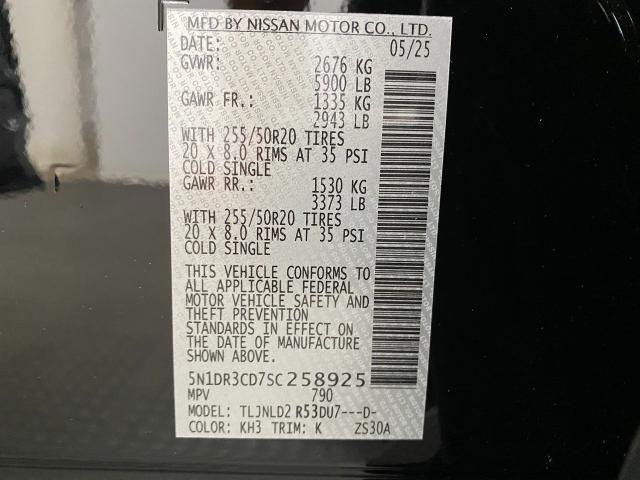 MFD BY NISSAN MOTOR CO., LTD.
DATE: 05/25
GVWR: 2676 KG
5900 LB
GAWR FR.: 1335 KG
2943 LB
WITH 255/50R20 TIRES
20 X 8.0 RIMS AT 35 PSI
COLD SINGLE
GAWR RR.: 1530 KG
3373 LB
WITH 255/50R20 TIRES
20 X 8.0 RIMS AT 35 PSI
COLD SINGLE
THIS VEHICLE CONFORMS TO
ALL APPLICABLE FEDERAL
MOTOR VEHICLE SAFETY AND
THEFT PREVENTION
STANDARDS IN EFFECT ON
THE DATE OF MANUFACTURE
SHOWN ABOVE.
5N1DR3CD7SC258925
MPV 790
MODEL: TLJNLD2 R53DU7---D-
COLOR: KH3 TRIM: K ZS30A